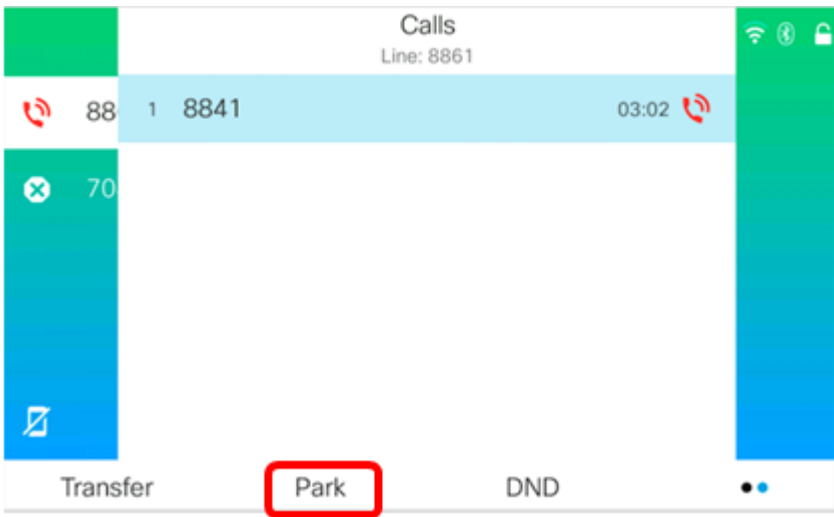 Calls
Line: 8861
88
1 8841 03:02
70
Transfer Park DND